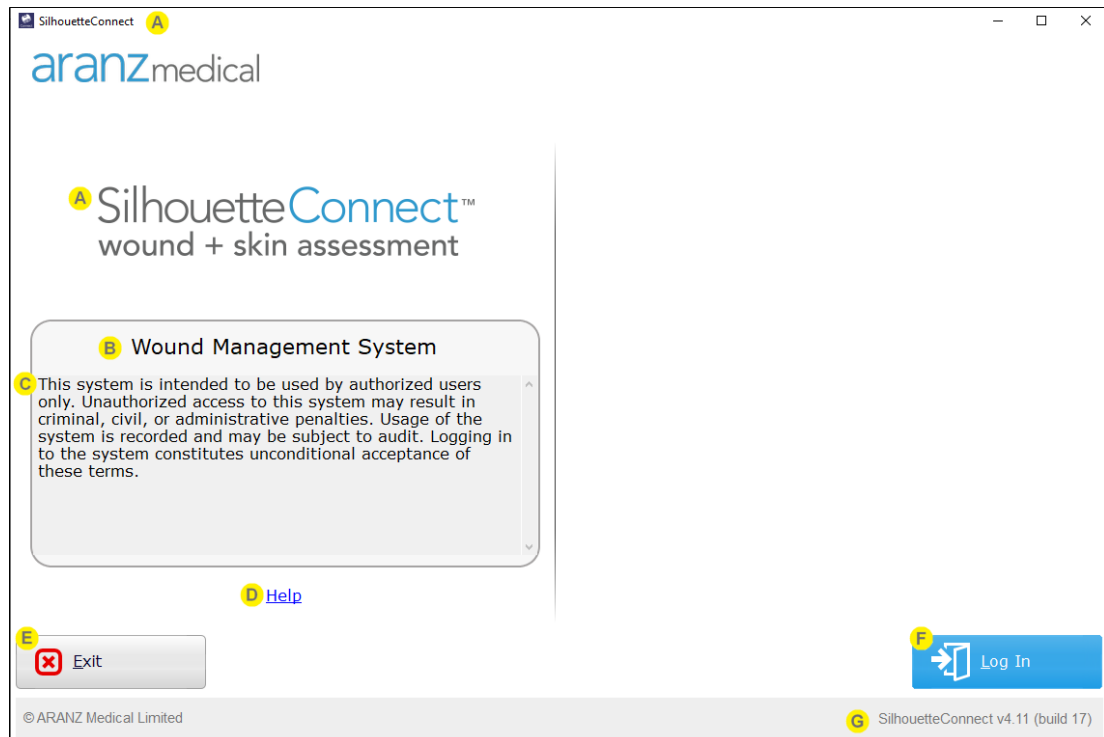 SilhouetteConnect A
aranzmedical
A SilhouetteConnect™
wound + skin assessment
B Wound Management System
C This system is intended to be used by authorized users
only. Unauthorized access to this system may result in
criminal, civil, or administrative penalties. Usage of the
system is recorded and may be subject to audit. Logging in
to the system constitutes unconditional acceptance of
these terms.
D Help
E
Exit
F
Log In
© ARANZ Medical Limited
G SilhouetteConnect v4.11 (build 17)